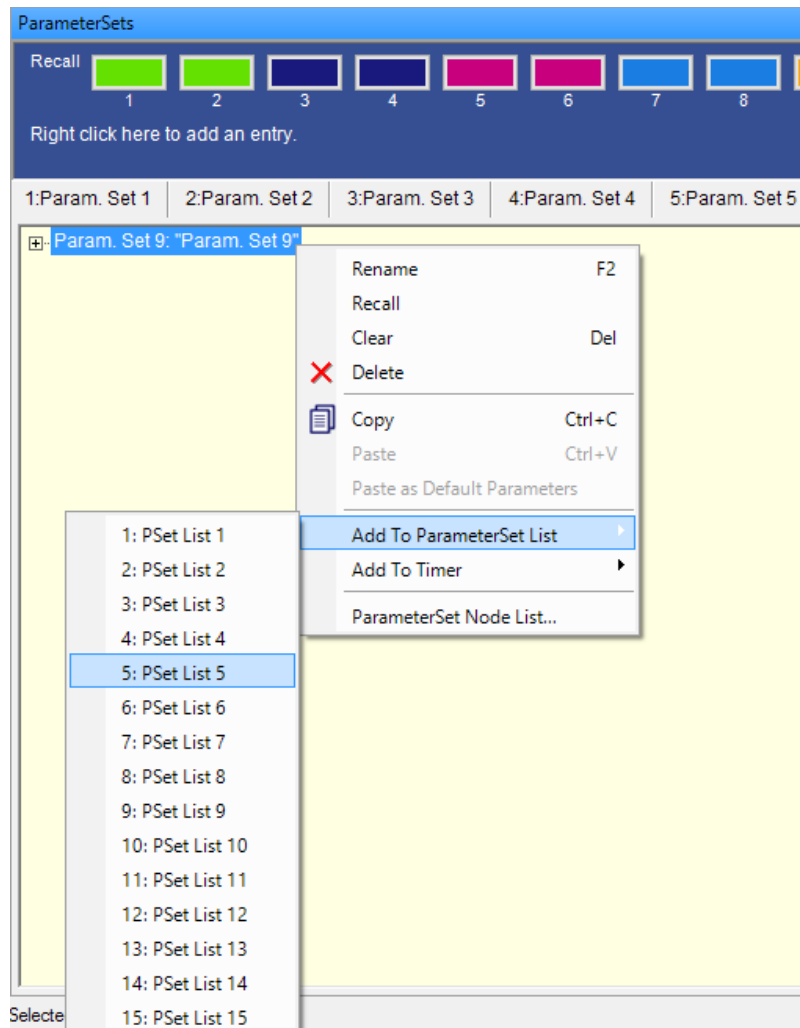 ParameterSets
Recall
1 2 3 4 5 6 7 8
Right click here to add an entry.
1:Param. Set 1 2:Param. Set 2 3:Param. Set 3 4:Param. Set 4 5:Param. Set 5
Param. Set 9: "Param. Set 9"
Rename F2
Recall
Clear Del
Delete
Copy Ctrl+C
Paste Ctrl+V
Paste as Default Parameters
Add To ParameterSet List
Add To Timer
ParameterSet Node List...
1: PSet List 1
2: PSet List 2
3: PSet List 3
4: PSet List 4
5: PSet List 5
6: PSet List 6
7: PSet List 7
8: PSet List 8
9: PSet List 9
10: PSet List 10
11: PSet List 11
12: PSet List 12
13: PSet List 13
14: PSet List 14
15: PSet List 15
Selecte